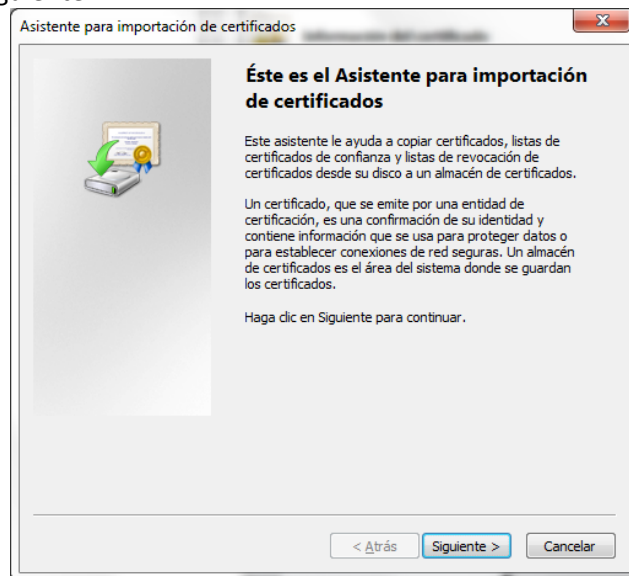 Asistente para importación de certificados
Éste es el Asistente para importación
de certificados
Este asistente le ayuda a copiar certificados, listas de
certificados de confianza y listas de revocación de
certificados desde su disco a un almacén de certificados.
Un certificado, que se emite por una entidad de
certificación, es una confirmación de su identidad y
contiene información que se usa para proteger datos o
para establecer conexiones de red seguras. Un almacén
de certificados es el área del sistema donde se guardan
los certificados.
Haga clic en Siguiente para continuar.
< Atrás Siguiente > Cancelar